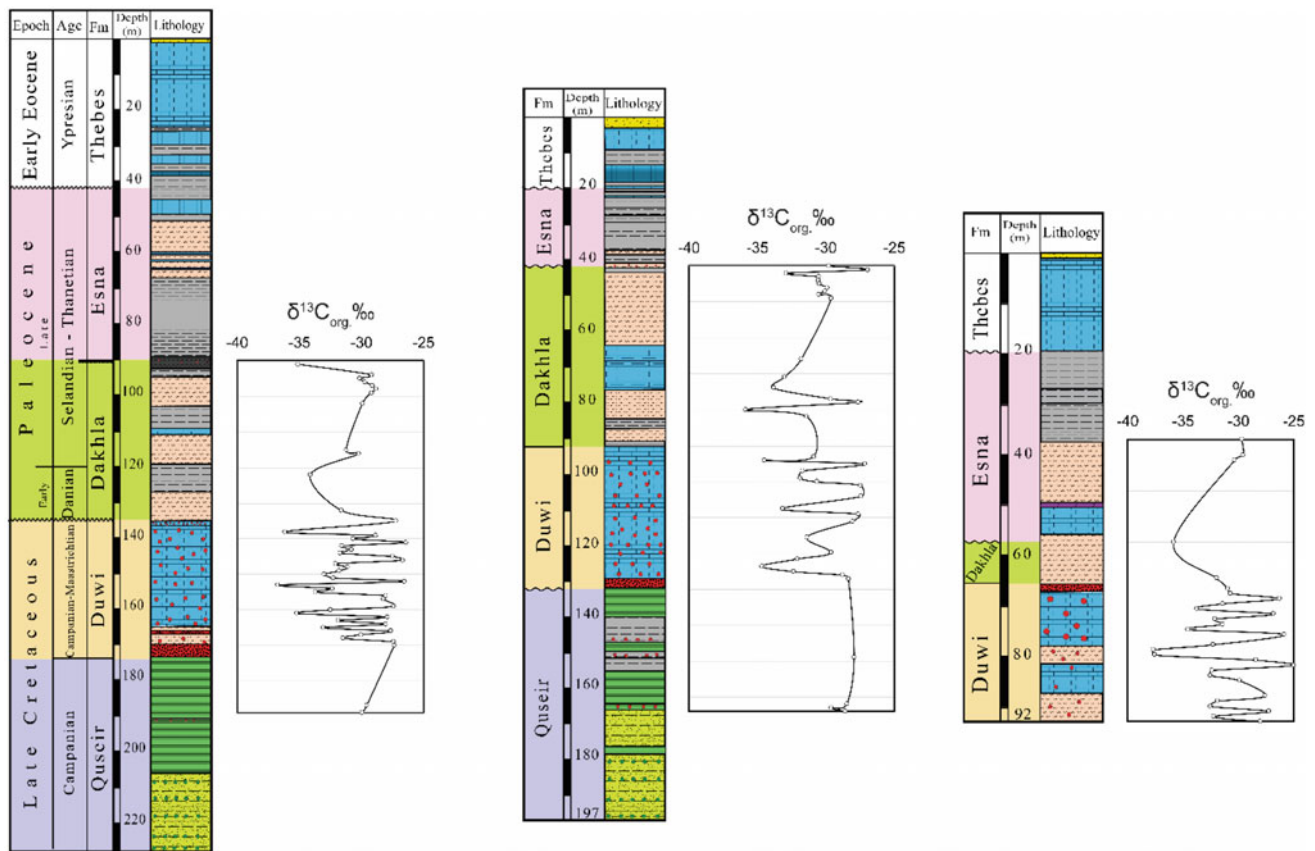 Epoch Age Fm Depth (m) Lithology
Early Eocene
Ypresian
Thebes
20
40
Paleocene
Late
Selandian - Thanetian
Esna
60
80
100
Early
Danian
Dakhla
120
Late Cretaceous
Campanian-Maastrichtian
Duwi
140
160
Campanian
Quseir
180
200
220
δ13Corg.‰
-40 -35 -30 -25
Fm Depth (m) Lithology
Thebes
20
Esna
40
Dakhla
60
80
Duwi
100
120
Quseir
140
160
180
197
δ13Corg.‰
-40 -35 -30 -25
Fm Depth (m) Lithology
Thebes
20
Esna
40
Dakhla
60
Duwi
80
92
δ13Corg.‰
-40 -35 -30 -25